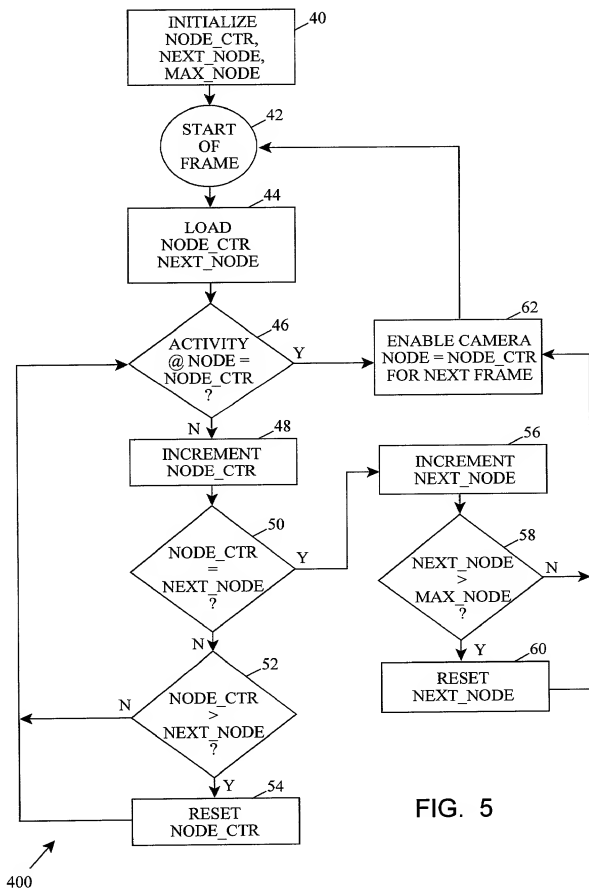 40
INITIALIZE
NODE_CTR,
NEXT_NODE,
MAX_NODE
42
START
OF
FRAME
44
LOAD
NODE_CTR
NEXT_NODE
46
ACTIVITY
@ NODE =
NODE_CTR
?
Y
N
62
ENABLE CAMERA
NODE = NODE_CTR
FOR NEXT FRAME
48
INCREMENT
NODE_CTR
56
INCREMENT
NEXT_NODE
50
NODE_CTR
=
NEXT_NODE
?
Y
N
58
NEXT_NODE
>
MAX_NODE
?
N
Y
52
NODE_CTR
>
NEXT_NODE
?
N
Y
60
RESET
NEXT_NODE
54
RESET
NODE_CTR
FIG. 5
400